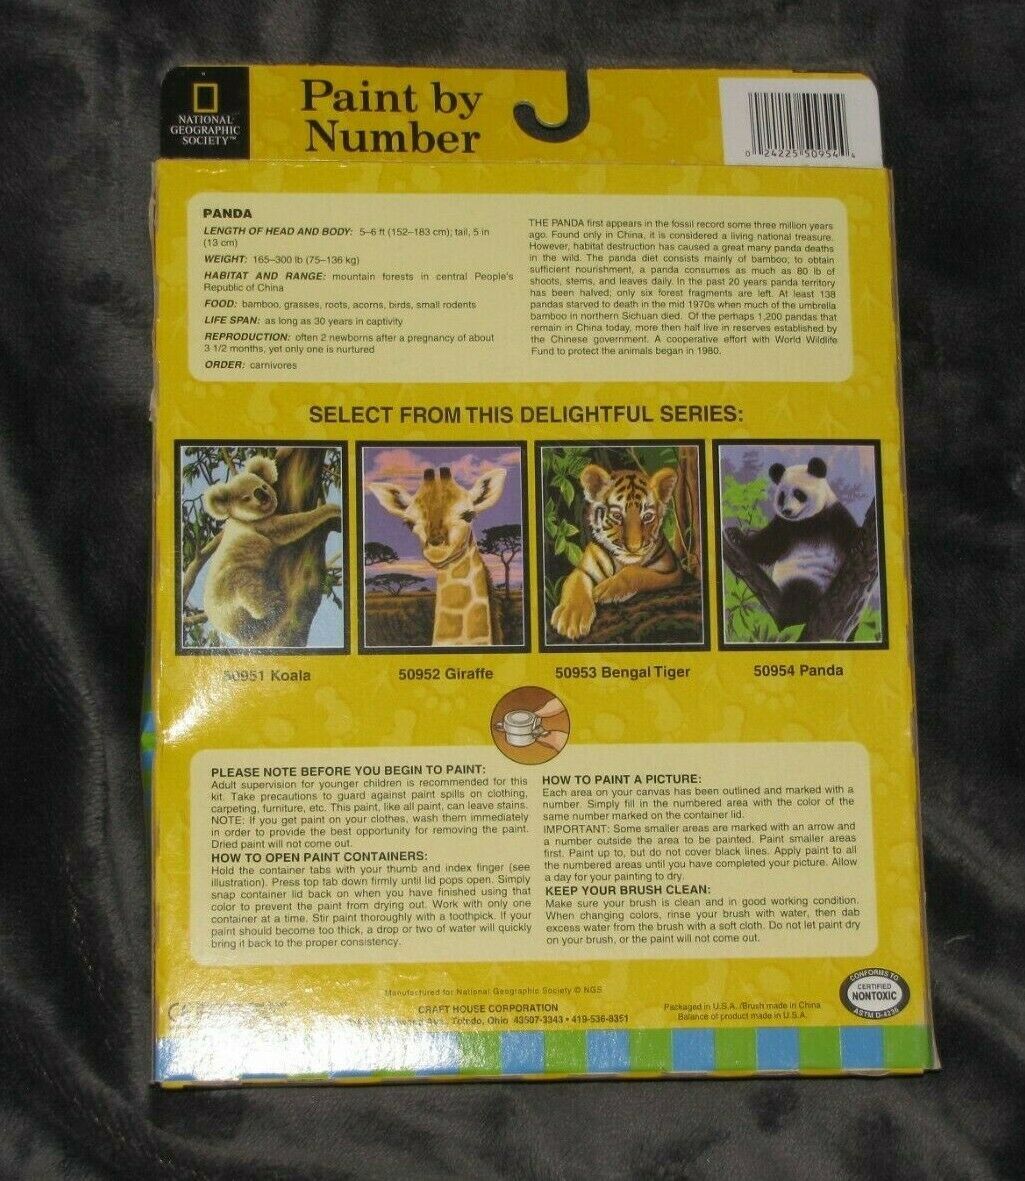 NATIONAL
GEOGRAPHIC
SOCIETY™
Paint by
Number
0 24225 50954 4
PANDA
LENGTH OF HEAD AND BODY: 5–6 ft (152–183 cm); tail, 5 in
(13 cm)
WEIGHT: 165–300 lb (75–136 kg)
HABITAT AND RANGE: mountain forests in central People's
Republic of China
FOOD: bamboo, grasses, roots, acorns, birds, small rodents
LIFE SPAN: as long as 30 years in captivity
REPRODUCTION: often 2 newborns after a pregnancy of about
3 1/2 months, yet only one is nurtured
ORDER: carnivores
THE PANDA first appears in the fossil record some three million years
ago. Found only in China, it is considered a living national treasure.
However, habitat destruction has caused a great many panda deaths
in the wild. The panda diet consists mainly of bamboo; to obtain
sufficient nourishment, a panda consumes as much as 80 lb of
shoots, stems, and leaves daily. In the past 20 years panda territory
has been halved; only six forest fragments are left. At least 138
pandas starved to death in the mid 1970s when much of the umbrella
bamboo in northern Sichuan died. Of the perhaps 1,200 pandas that
remain in China today, more then half live in reserves established by
the Chinese government. A cooperative effort with World Wildlife
Fund to protect the animals began in 1980.
SELECT FROM THIS DELIGHTFUL SERIES:
50951 Koala
50952 Giraffe
50953 Bengal Tiger
50954 Panda
PLEASE NOTE BEFORE YOU BEGIN TO PAINT:
Adult supervision for younger children is recommended for this
kit. Take precautions to guard against paint spills on clothing,
carpeting, furniture, etc. This paint, like all paint, can leave stains.
NOTE: If you get paint on your clothes, wash them immediately
in order to provide the best opportunity for removing the paint.
Dried paint will not come out.
HOW TO OPEN PAINT CONTAINERS:
Hold the container tabs with your thumb and index finger (see
illustration). Press top tab down firmly until lid pops open. Simply
snap container lid back on when you have finished using that
color to prevent the paint from drying out. Work with only one
container at a time. Stir paint thoroughly with a toothpick. If your
paint should become too thick, a drop or two of water will quickly
bring it back to the proper consistency.
HOW TO PAINT A PICTURE:
Each area on your canvas has been outlined and marked with a
number. Simply fill in the numbered area with the color of the
same number marked on the container lid.
IMPORTANT: Some smaller areas are marked with an arrow and
a number outside the area to be painted. Paint smaller areas
first. Paint up to, but do not cover black lines. Apply paint to all
the numbered areas until you have completed your picture. Allow
a day for your painting to dry.
KEEP YOUR BRUSH CLEAN:
Make sure your brush is clean and in good working condition.
When changing colors, rinse your brush with water, then dab
excess water from the brush with a soft cloth. Do not let paint dry
on your brush, or the paint will not come out.
Manufactured for National Geographic Society © NGS
CRAFT HOUSE CORPORATION
Ave., Toledo, Ohio 43507-3343 • 419-536-8351
Packaged in U.S.A./Brush made in China
Balance of product made in U.S.A.
CONFORMS TO
CERTIFIED
NONTOXIC
ASTM D-4236